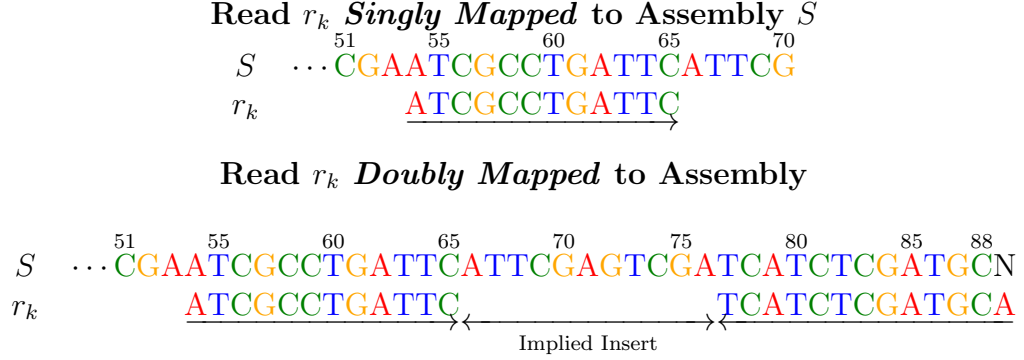 Read r_k Singly Mapped to Assembly S
51 55 60 65 70
S ⋯ CGAATCGCCTGATTCATTCG
r_k ATCGCCTGATTC
Read r_k Doubly Mapped to Assembly
51 55 60 65 70 75 80 85 88
S ⋯ CGAATCGCCTGATTCATTCGAGTCGATCATCTCGATGCN
r_k ATCGCCTGATTC TCATCTCGATGCA
Implied Insert